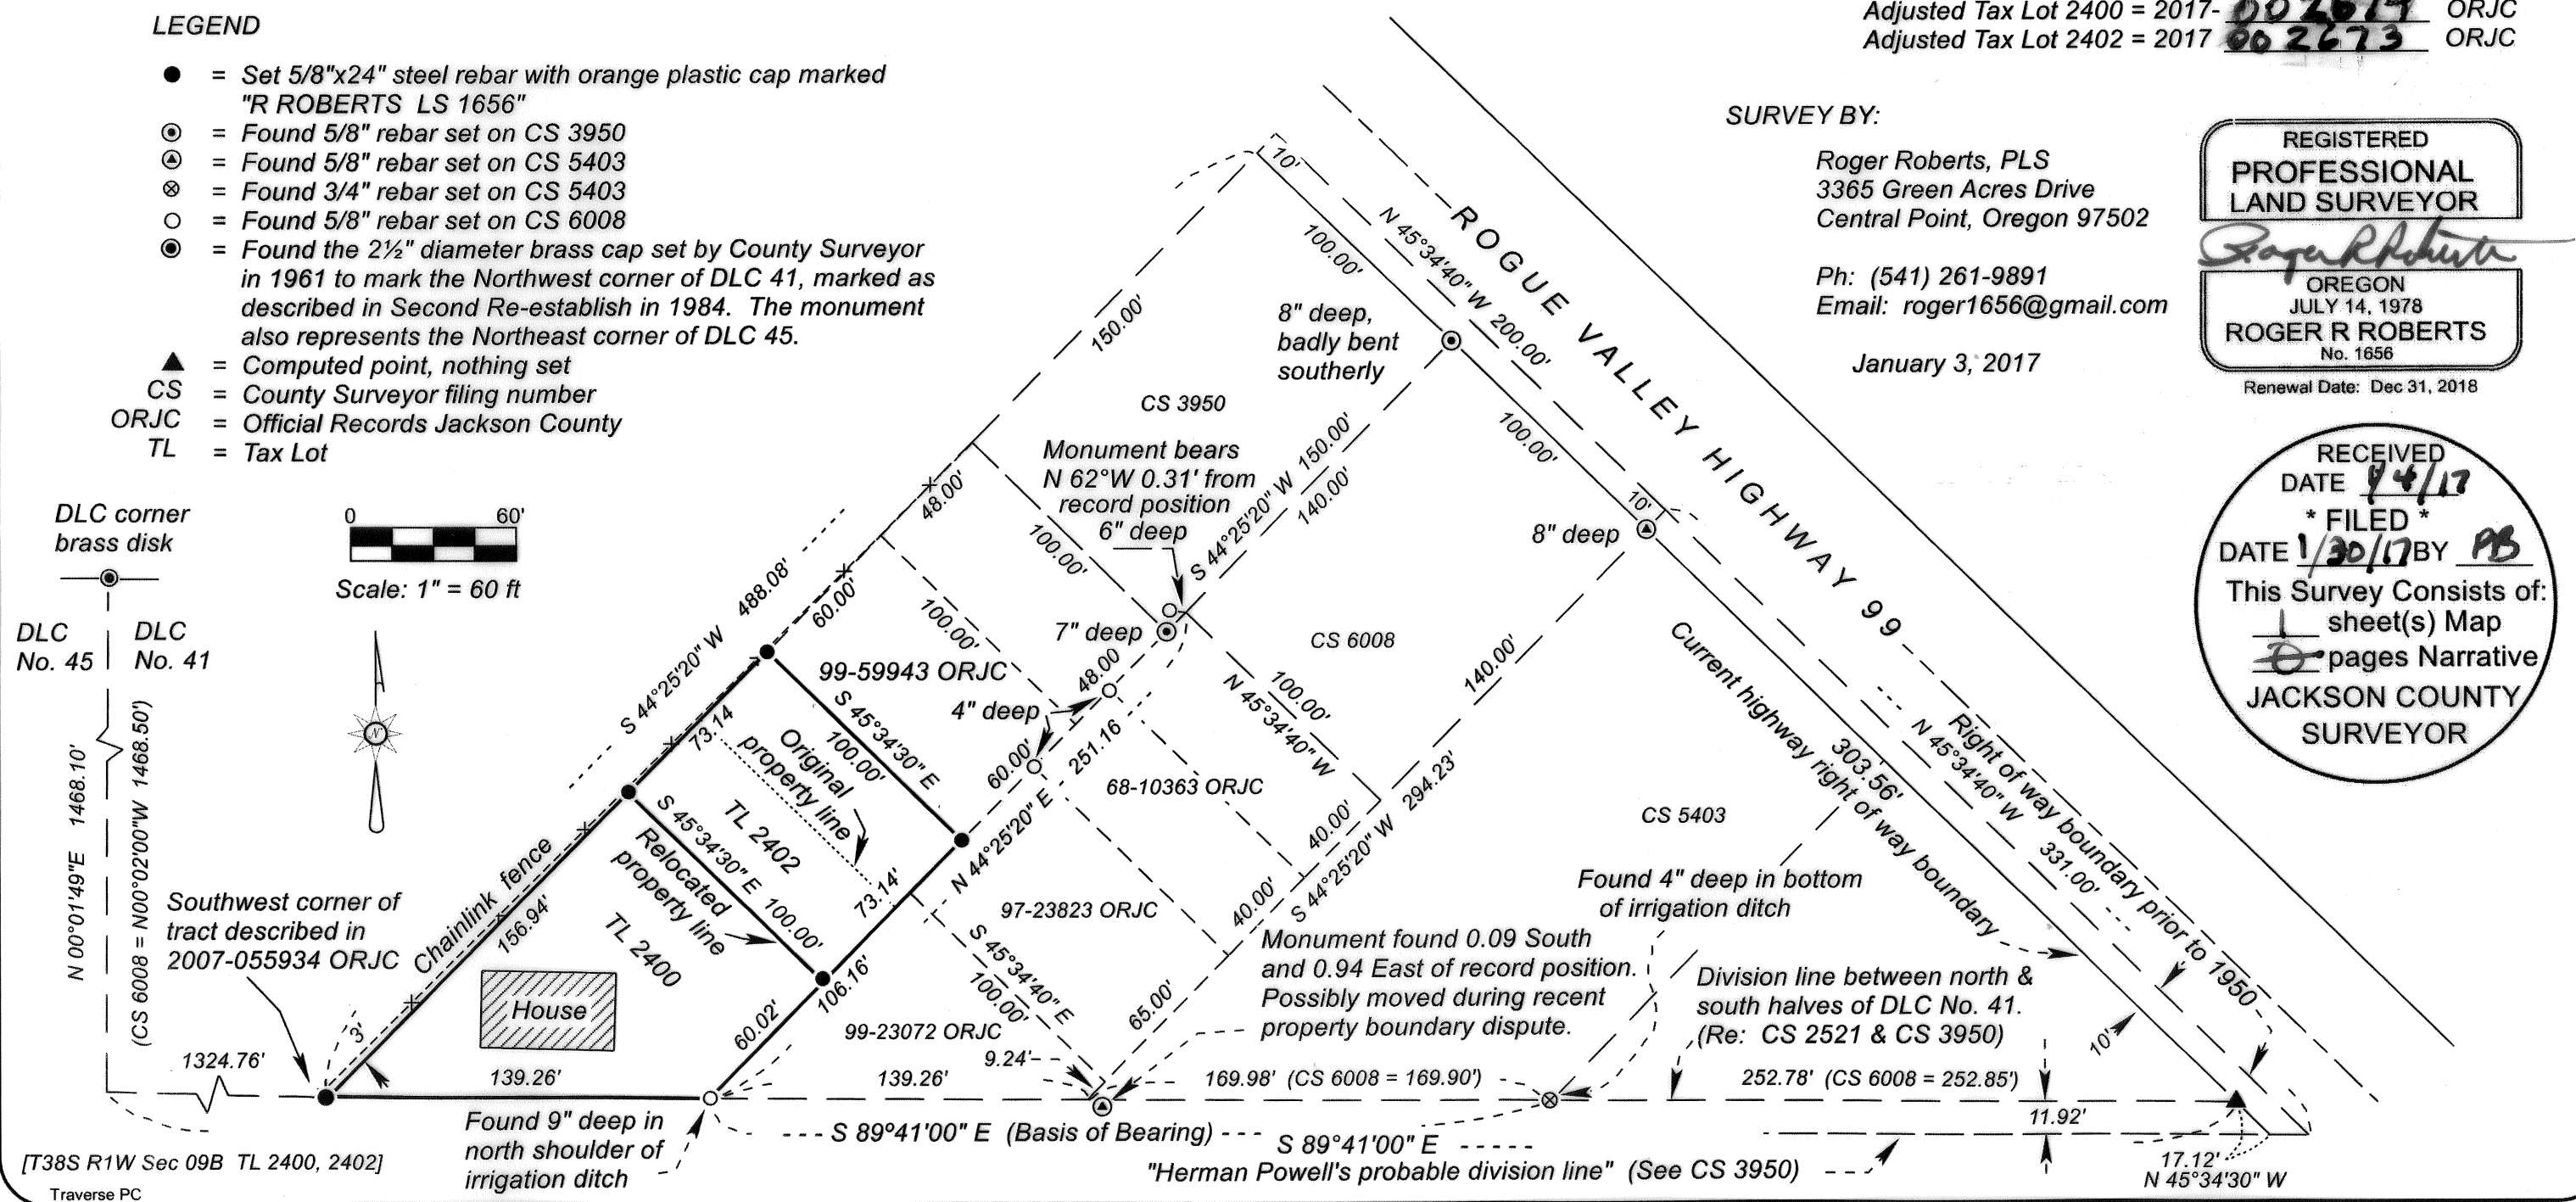 LEGEND
= Set 5/8"x24" steel rebar with orange plastic cap marked
"R ROBERTS LS 1656"
= Found 5/8" rebar set on CS 3950
= Found 5/8" rebar set on CS 5403
= Found 3/4" rebar set on CS 5403
= Found 5/8" rebar set on CS 6008
= Found the 2½" diameter brass cap set by County Surveyor
in 1961 to mark the Northwest corner of DLC 41, marked as
described in Second Re-establish in 1984. The monument
also represents the Northeast corner of DLC 45.
= Computed point, nothing set
CS = County Surveyor filing number
ORJC = Official Records Jackson County
TL = Tax Lot
Adjusted Tax Lot 2400 = 2017- ORJC
Adjusted Tax Lot 2402 = 2017 002673 ORJC
SURVEY BY:
Roger Roberts, PLS
3365 Green Acres Drive
Central Point, Oregon 97502
Ph: (541) 261-9891
Email: roger1656@gmail.com
January 3, 2017
REGISTERED
PROFESSIONAL
LAND SURVEYOR
Roger R Roberts
OREGON
JULY 14, 1978
ROGER R ROBERTS
No. 1656
Renewal Date: Dec 31, 2018
RECEIVED
DATE 1/4/17
* FILED *
DATE 1/30/17 BY PB
This Survey Consists of:
1 sheet(s) Map
pages Narrative
JACKSON COUNTY
SURVEYOR
DLC corner
brass disk
0 60'
Scale: 1" = 60 ft
DLC
No. 45
DLC
No. 41
N 00°01'49"E 1468.10'
(CS 6008 = N00°02'00"W 1468.50')
N
1324.76'
Southwest corner of
tract described in
2007-055934 ORJC
Chainlink fence
156.94'
3'
House
139.26'
TL 2400
Relocated
property line
S 45°34'30" E 100.00'
TL 2402
Original
property line
73.14
73.14'
S 45°34'30" E
100.00'
S 44°25'20" W 488.08'
60.00'
48.00'
150.00'
10'
100.00'
N 45°34'40" W 200.00'
ROGUE VALLEY HIGHWAY 99
8" deep,
badly bent
southerly
CS 3950
Monument bears
N 62°W 0.31' from
record position
6" deep
S 44°25'20" W 150.00'
140.00'
100.00'
100.00'
100.00'
10'
8" deep
7" deep
CS 6008
99-59943 ORJC
4" deep
48.00
60.00'
N 44°25'20" E 251.16
68-10363 ORJC
N 45°34'40" W
100.00'
140.00'
S 44°25'20" W 294.23'
40.00'
40.00'
65.00'
97-23823 ORJC
S 45°34'40" E
100.00'
106.16'
60.02'
99-23072 ORJC
9.24'
139.26'
CS 5403
Current highway right of way boundary
303.56'
N 45°34'40" W
331.00'
Right of way boundary prior to 1950
10'
Found 4" deep in bottom
of irrigation ditch
Monument found 0.09 South
and 0.94 East of record position.
Possibly moved during recent
property boundary dispute.
Division line between north &
south halves of DLC No. 41.
(Re: CS 2521 & CS 3950)
169.98' (CS 6008 = 169.90')
252.78' (CS 6008 = 252.85')
11.92'
17.12'
N 45°34'30" W
Found 9" deep in
north shoulder of
irrigation ditch
S 89°41'00" E (Basis of Bearing)
S 89°41'00" E
"Herman Powell's probable division line" (See CS 3950)
[T38S R1W Sec 09B TL 2400, 2402]
Traverse PC